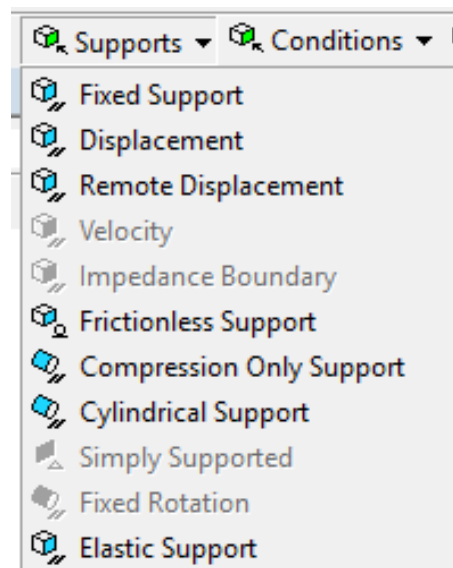 Supports Conditions
Fixed Support
Displacement
Remote Displacement
Velocity
Impedance Boundary
Frictionless Support
Compression Only Support
Cylindrical Support
Simply Supported
Fixed Rotation
Elastic Support